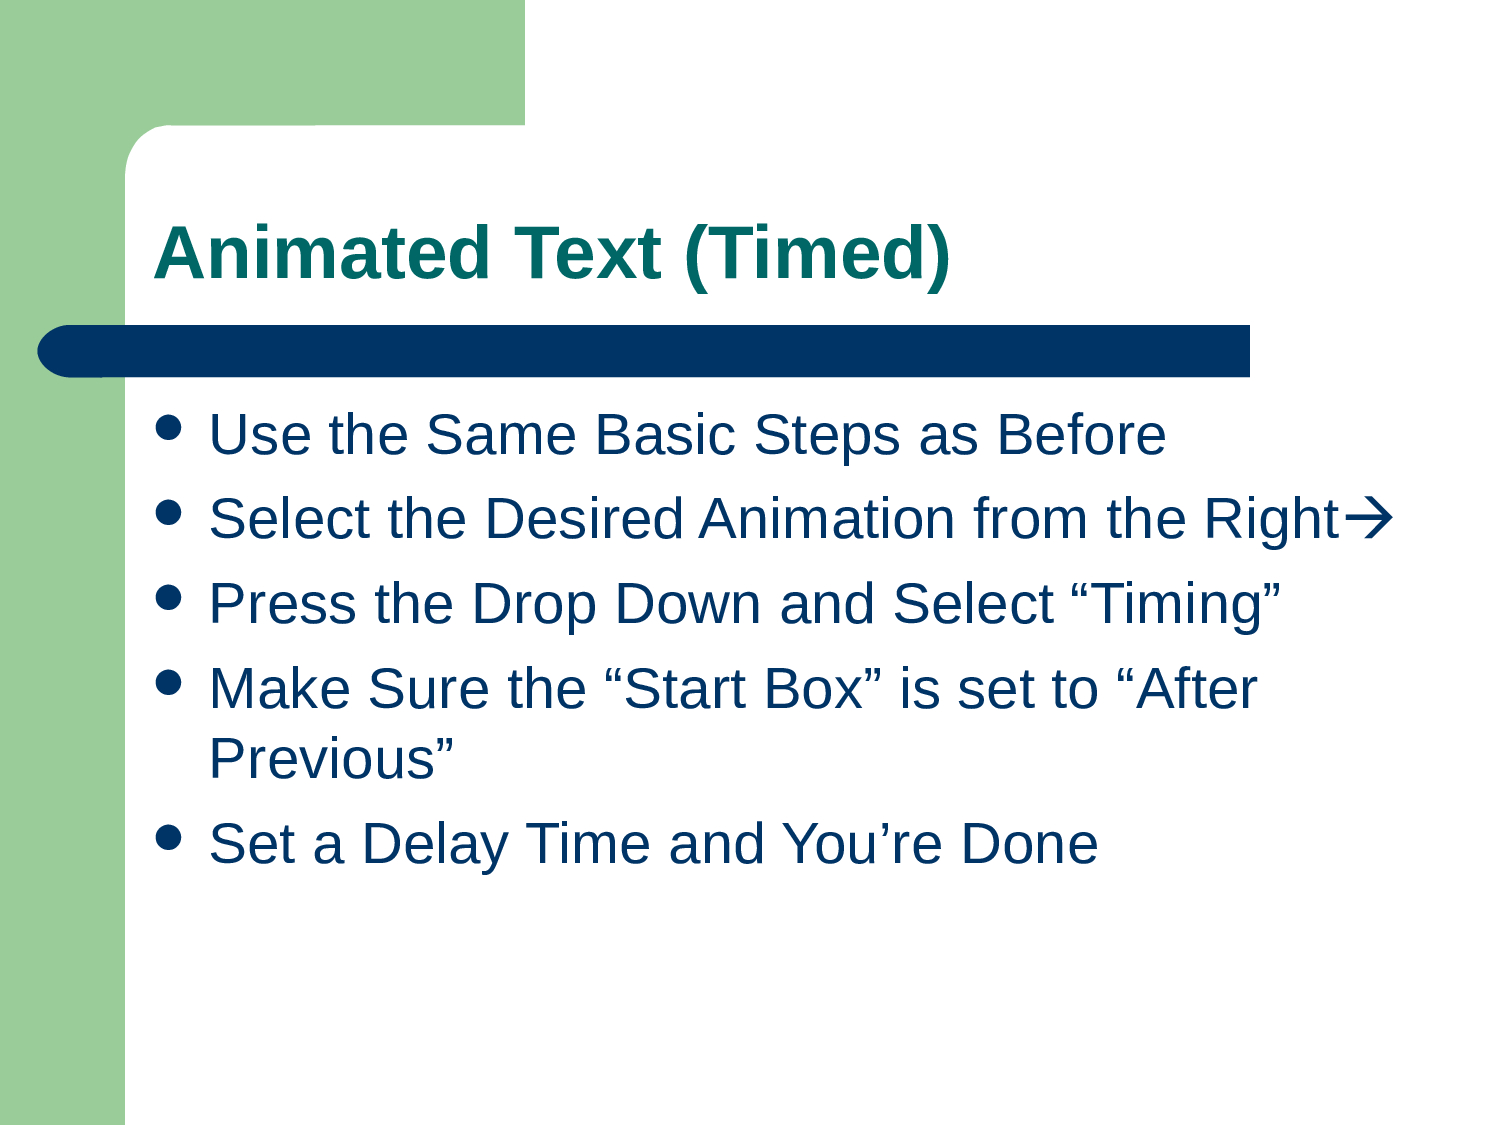 Animated Text (Timed)
● Use the Same Basic Steps as Before
● Select the Desired Animation from the Right→
● Press the Drop Down and Select “Timing”
● Make Sure the “Start Box” is set to “After
Previous”
● Set a Delay Time and You’re Done